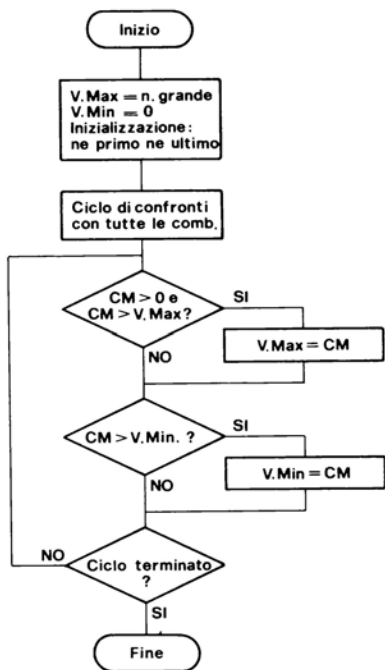 Inizio
V.Max = n. grande
V.Min = 0
Inizializzazione:
ne primo ne ultimo
Ciclo di confronti
con tutte le comb.
CM > 0 e
CM > V.Max?
SI
V.Max = CM
NO
CM > V.Min. ?
SI
V.Min = CM
NO
NO
Ciclo terminato
?
SI
Fine